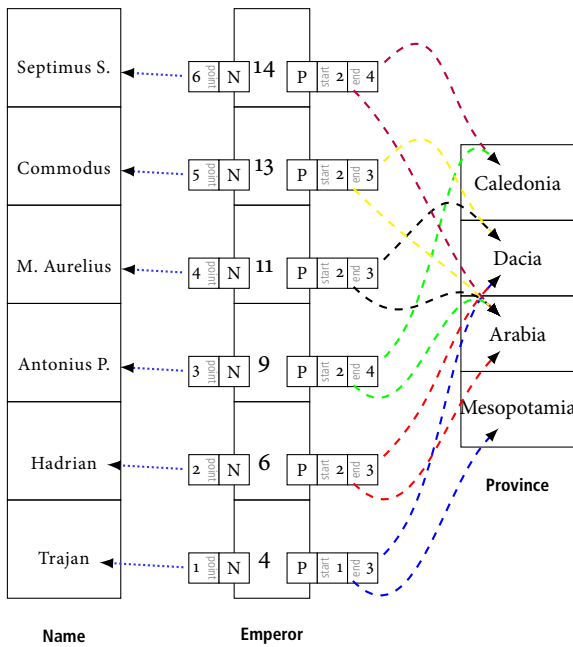 Septimus S.
6 point N 14 P start 2 end 4
Commodus
5 point N 13 P start 2 end 3
Caledonia
M. Aurelius
4 point N 11 P start 2 end 3
Dacia
Arabia
Antonius P.
3 point N 9 P start 2 end 4
Mesopotamia
Hadrian
2 point N 6 P start 2 end 3
Province
Trajan
1 point N 4 P start 1 end 3
Name
Emperor